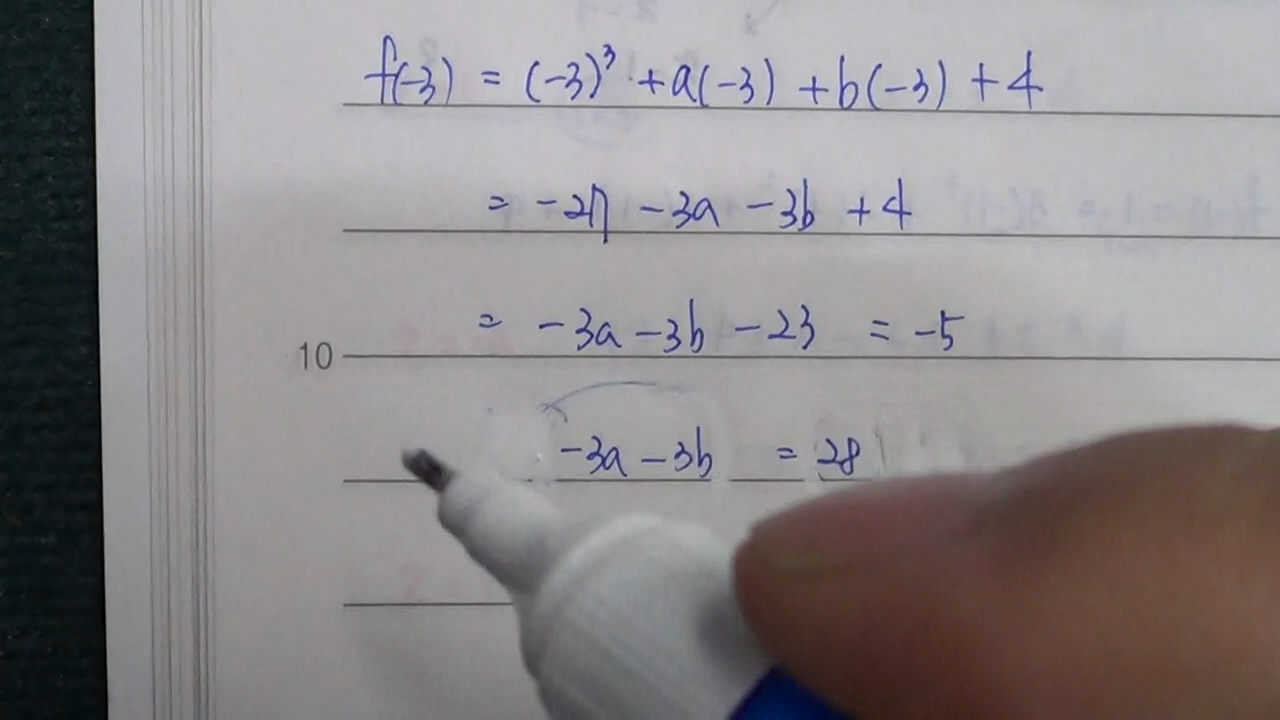 f(-3) = (-3)³ + a(-3) + b(-3) + 4
= -27 - 3a - 3b + 4
= -3a - 3b - 23 = -5
10
-3a - 3b = 28